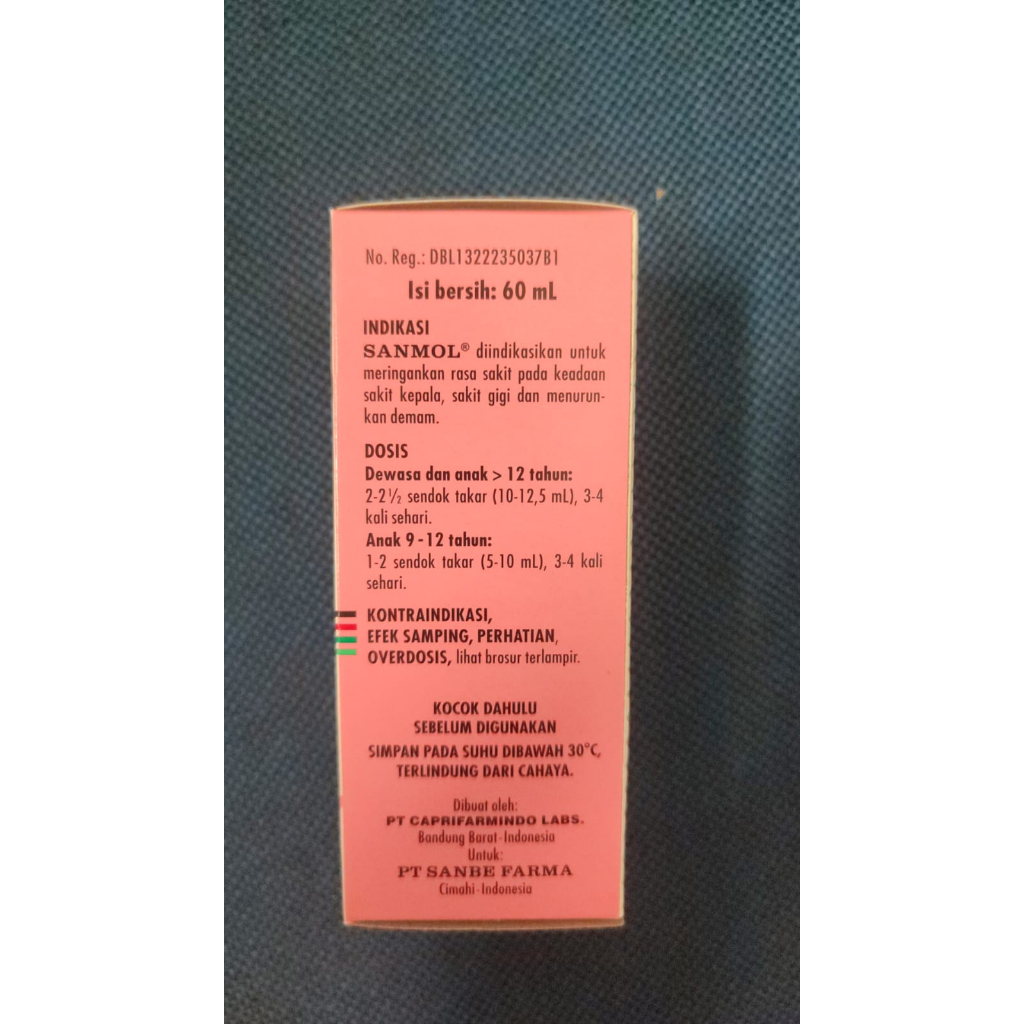 No. Reg.: DBL1322235037B1
Isi bersih: 60 mL
INDIKASI
SANMOL® diindikasikan untuk
meringankan rasa sakit pada keadaan
sakit kepala, sakit gigi dan menurun-
kan demam.
DOSIS
Dewasa dan anak > 12 tahun:
2-2½ sendok takar (10-12,5 mL), 3-4
kali sehari.
Anak 9-12 tahun:
1-2 sendok takar (5-10 mL), 3-4 kali
sehari.
KONTRAINDIKASI,
EFEK SAMPING, PERHATIAN,
OVERDOSIS, lihat brosur terlampir.
KOCOK DAHULU
SEBELUM DIGUNAKAN
SIMPAN PADA SUHU DIBAWAH 30°C,
TERLINDUNG DARI CAHAYA.
Dibuat oleh:
PT CAPRIFARMINDO LABS.
Bandung Barat-Indonesia
Untuk:
PT SANBE FARMA
Cimahi-Indonesia